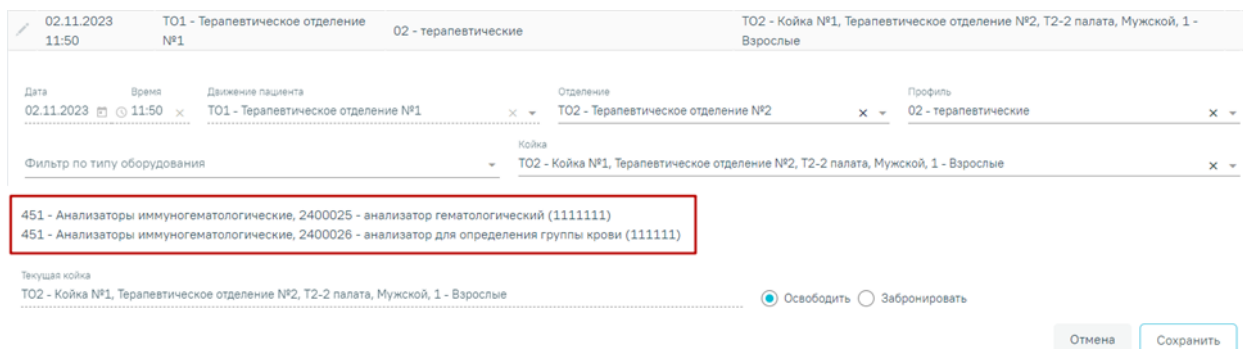 02.11.2023 ТО1 - Терапевтическое отделение ТО2 - Койка №1, Терапевтическое отделение №2, Т2-2 палата, Мужской, 1 -
11:50 №1 02 - терапевтические Взрослые
Дата Время Движение пациента Отделение Профиль
02.11.2023 11:50 ТО1 - Терапевтическое отделение №1 ТО2 - Терапевтическое отделение №2 02 - терапевтические
Койка
Фильтр по типу оборудования ТО2 - Койка №1, Терапевтическое отделение №2, Т2-2 палата, Мужской, 1 - Взрослые
451 - Анализаторы иммуногематологические, 2400025 - анализатор гематологический (1111111)
451 - Анализаторы иммуногематологические, 2400026 - анализатор для определения группы крови (111111)
Текущая койка
ТО2 - Койка №1, Терапевтическое отделение №2, Т2-2 палата, Мужской, 1 - Взрослые
Освободить Забронировать
Отмена Сохранить